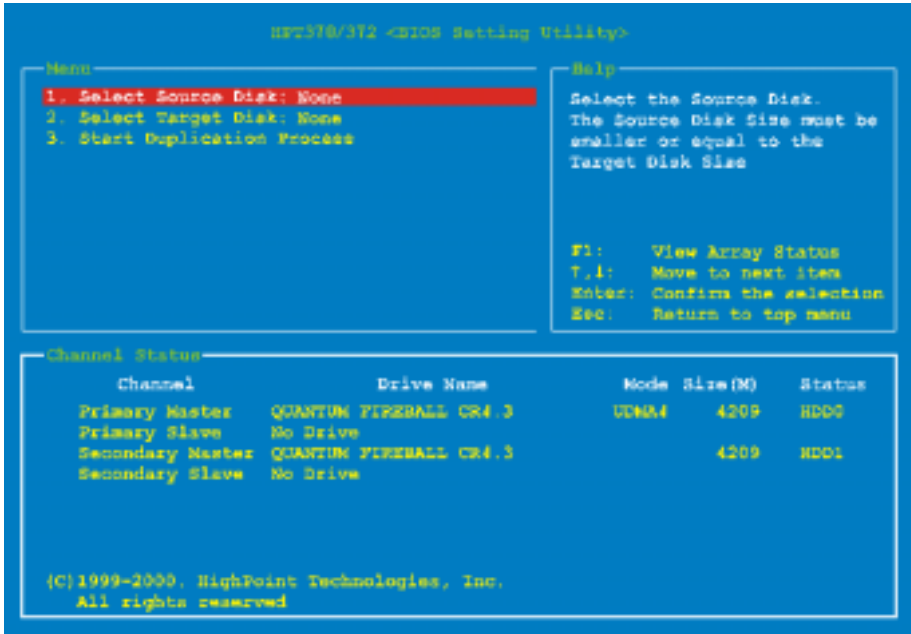 HPT370/372 <BIOS Setting Utility>
Menu
1. Select Source Disk: None
2. Select Target Disk: None
3. Start Duplication Process
Help
Select the Source Disk.
The Source Disk Size must be
smaller or equal to the
Target Disk Size
F1: View Array Status
↑,↓: Move to next item
Enter: Confirm the selection
Esc: Return to top menu
Channel Status
Channel Drive Name Mode Size(M) Status
Primary Master QUANTUM FIREBALL CR4.3 UDMA4 4209 HDD0
Primary Slave No Drive
Secondary Master QUANTUM FIREBALL CR4.3 4209 HDD1
Secondary Slave No Drive
(C)1999-2000. HighPoint Technologies, Inc.
All rights reserved